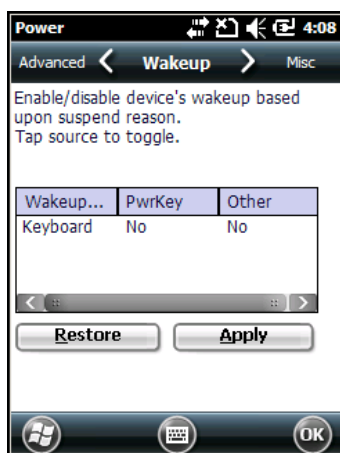 Power 4:08
Advanced Wakeup Misc
Enable/disable device's wakeup based
upon suspend reason.
Tap source to toggle.
Wakeup... PwrKey Other
Keyboard No No
Restore Apply
OK